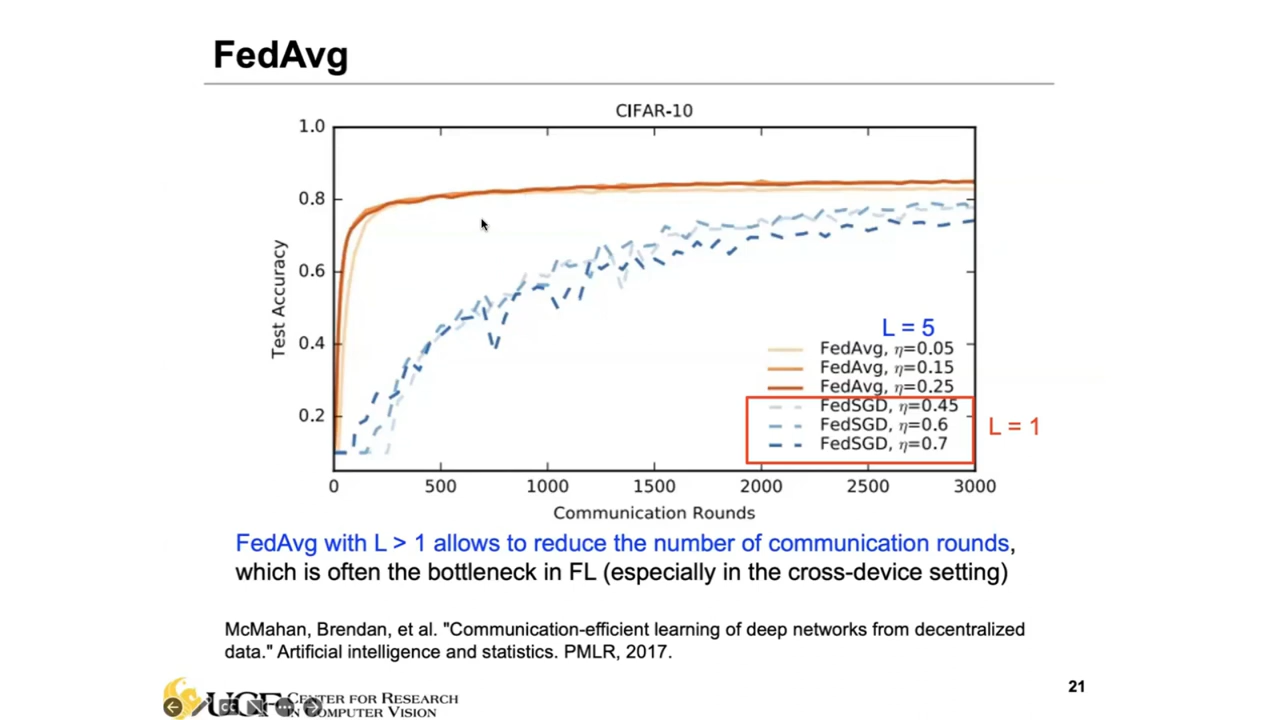 FedAvg
CIFAR-10
1.0
0.8
0.6
0.4
0.2
Test Accuracy
L = 5
FedAvg, η=0.05
FedAvg, η=0.15
FedAvg, η=0.25
FedSGD, η=0.45
FedSGD, η=0.6
FedSGD, η=0.7
L = 1
0 500 1000 1500 2000 2500 3000
Communication Rounds
FedAvg with L > 1 allows to reduce the number of communication rounds,
which is often the bottleneck in FL (especially in the cross-device setting)
McMahan, Brendan, et al. "Communication-efficient learning of deep networks from decentralized
data." Artificial intelligence and statistics. PMLR, 2017.
21
UCF
CENTER FOR RESEARCH
IN COMPUTER VISION